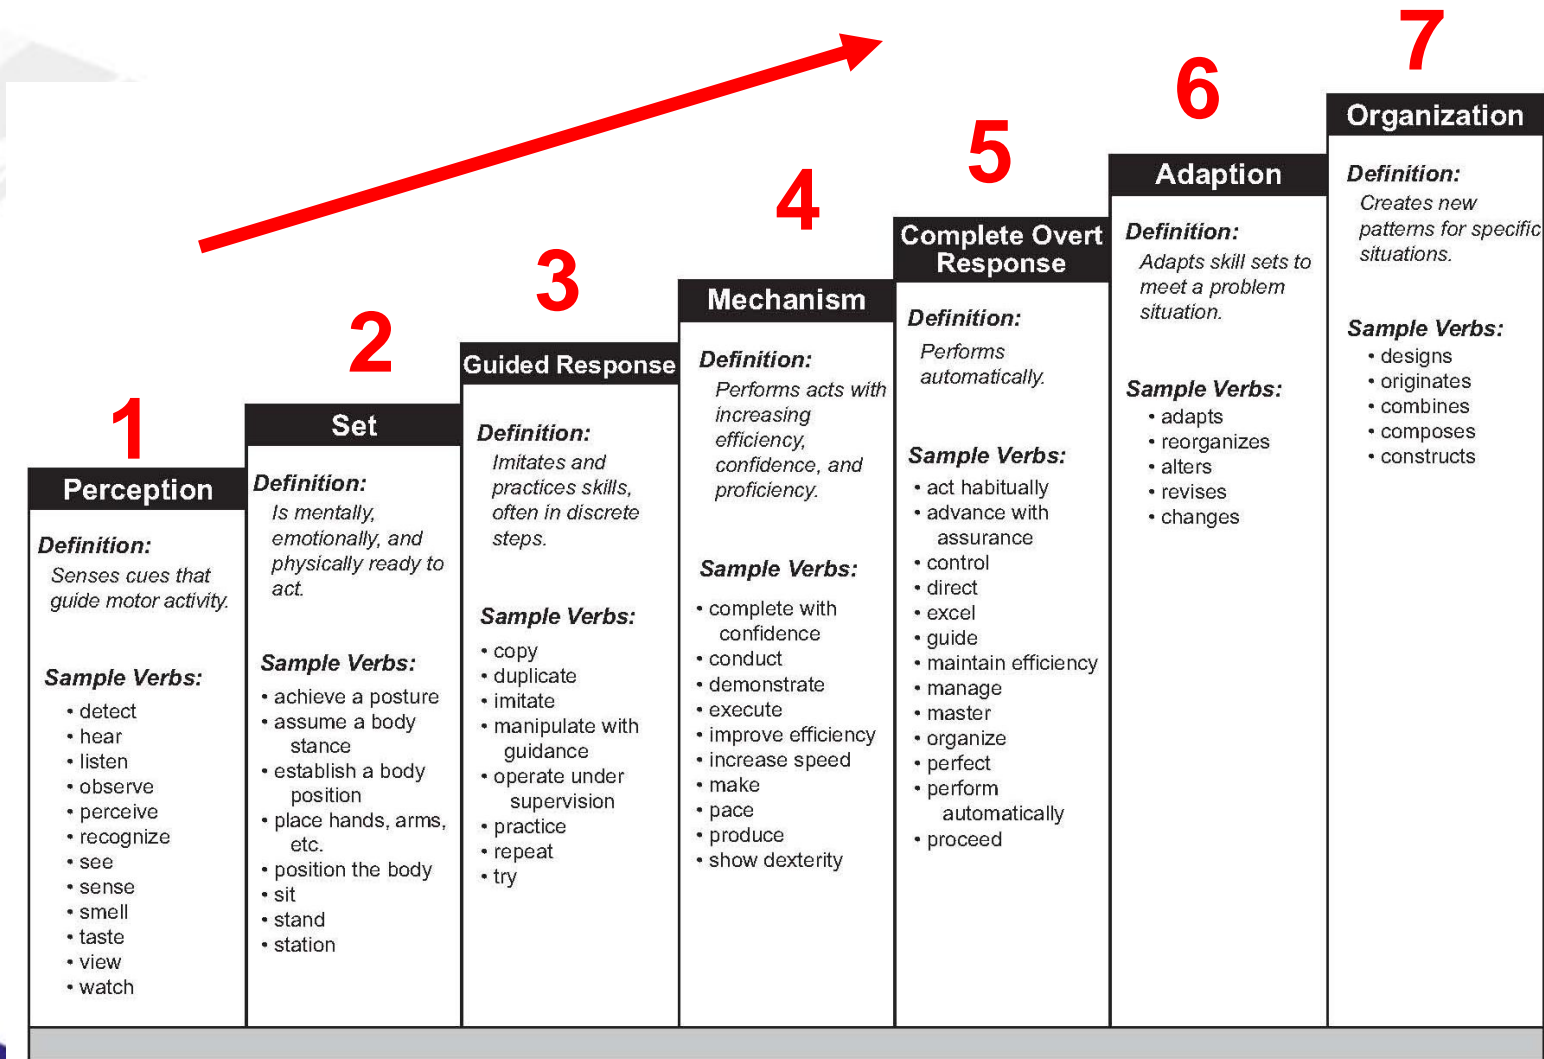 1
Perception
Definition:
Senses cues that
guide motor activity.
Sample Verbs:
• detect
• hear
• listen
• observe
• perceive
• recognize
• see
• sense
• smell
• taste
• view
• watch
2
Set
Definition:
Is mentally,
emotionally, and
physically ready to
act.
Sample Verbs:
• achieve a posture
• assume a body
stance
• establish a body
position
• place hands, arms,
etc.
• position the body
• sit
• stand
• station
3
Guided Response
Definition:
Imitates and
practices skills,
often in discrete
steps.
Sample Verbs:
• copy
• duplicate
• imitate
• manipulate with
guidance
• operate under
supervision
• practice
• repeat
• try
4
Mechanism
Definition:
Performs acts with
increasing
efficiency,
confidence, and
proficiency.
Sample Verbs:
• complete with
confidence
• conduct
• demonstrate
• execute
• improve efficiency
• increase speed
• make
• pace
• produce
• show dexterity
5
Complete Overt
Response
Definition:
Performs
automatically.
Sample Verbs:
• act habitually
• advance with
assurance
• control
• direct
• excel
• guide
• maintain efficiency
• manage
• master
• organize
• perfect
• perform
automatically
• proceed
6
Adaption
Definition:
Adapts skill sets to
meet a problem
situation.
Sample Verbs:
• adapts
• reorganizes
• alters
• revises
• changes
7
Organization
Definition:
Creates new
patterns for specific
situations.
Sample Verbs:
• designs
• originates
• combines
• composes
• constructs